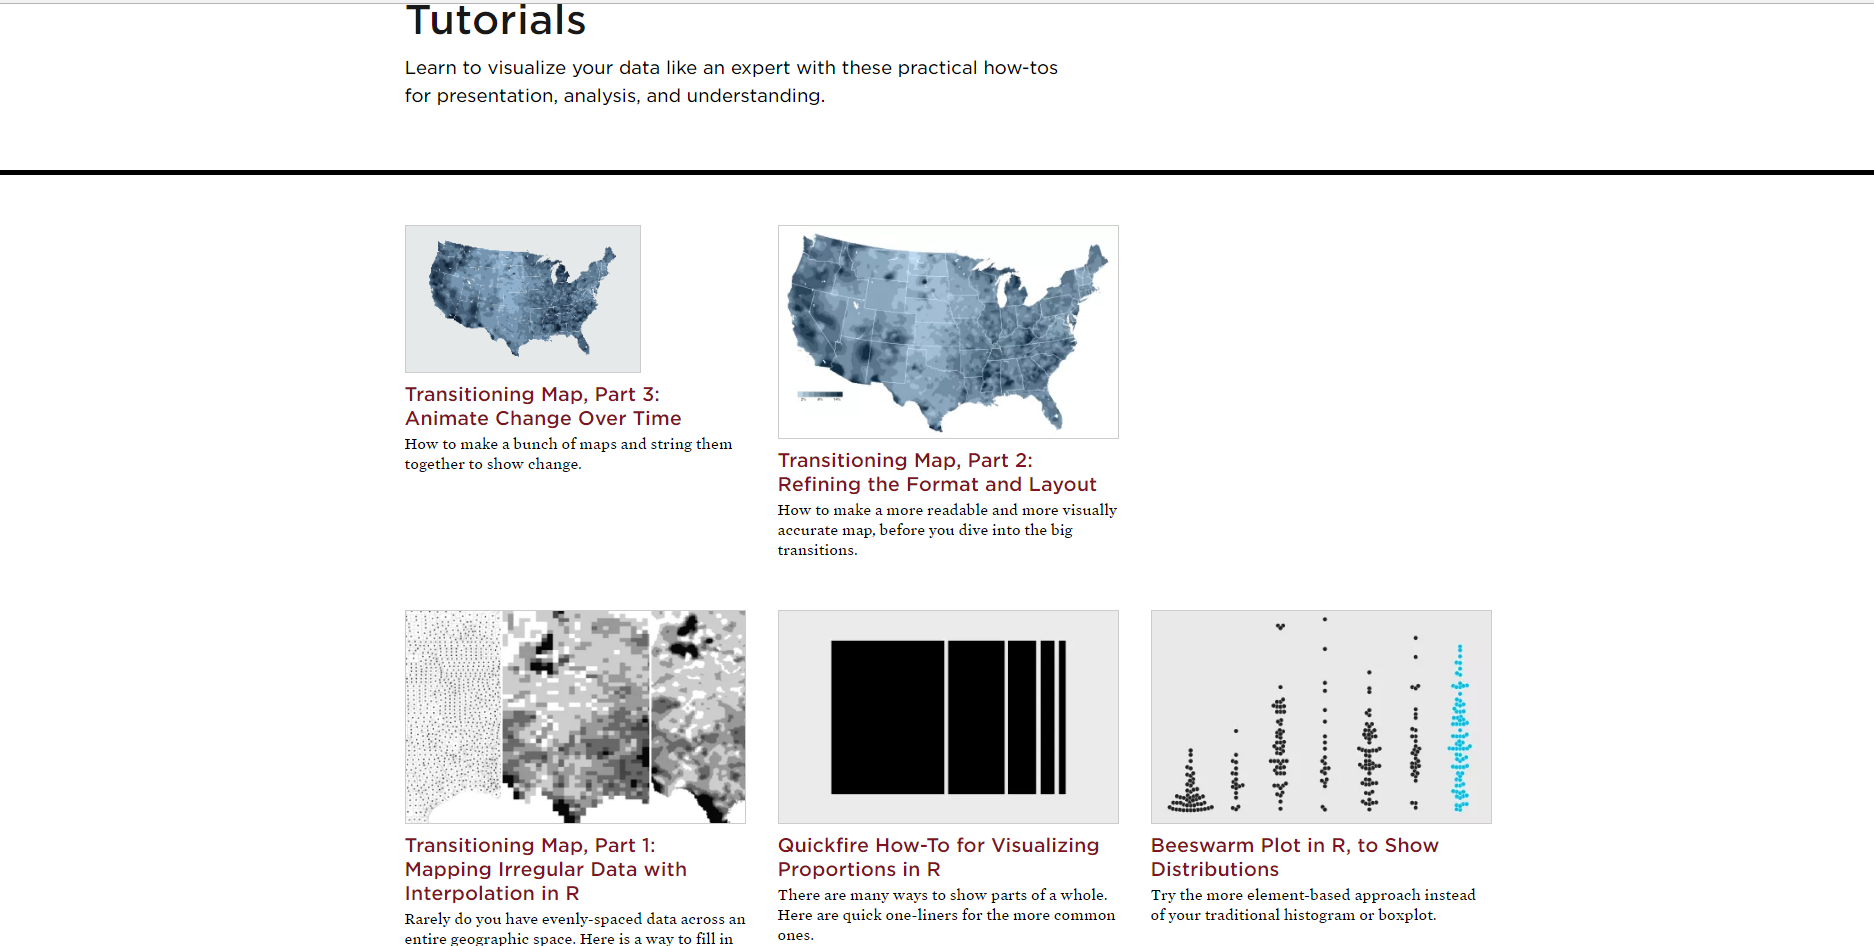 Tutorials
Learn to visualize your data like an expert with these practical how-tos
for presentation, analysis, and understanding.
Transitioning Map, Part 3:
Animate Change Over Time
How to make a bunch of maps and string them
together to show change.
Transitioning Map, Part 2:
Refining the Format and Layout
How to make a more readable and more visually
accurate map, before you dive into the big
transitions.
Transitioning Map, Part 1:
Mapping Irregular Data with
Interpolation in R
Rarely do you have evenly-spaced data across an
entire geographic space. Here is a way to fill in
Quickfire How-To for Visualizing
Proportions in R
There are many ways to show parts of a whole.
Here are quick one-liners for the more common
ones.
Beeswarm Plot in R, to Show
Distributions
Try the more element-based approach instead
of your traditional histogram or boxplot.